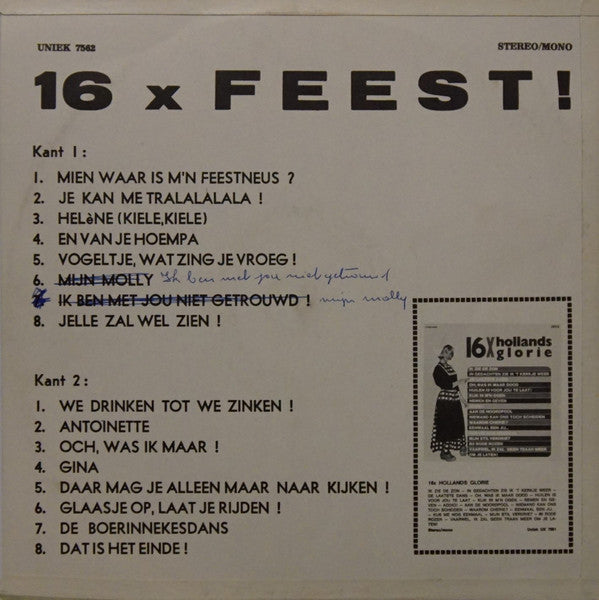 UNIEK 7562 STEREO/MONO
16 x FEEST!
Kant 1:
1. MIEN WAAR IS M'N FEESTNEUS ?
2. JE KAN ME TRALALALALA !
3. HELèNE (KIELE,KIELE)
4. EN VAN JE HOEMPA
5. VOGELTJE, WAT ZING JE VROEG !
6. MIJN MOLLY Ik ben met jou niet getrouwd
7. IK BEN MET JOU NIET GETROUWD ! mijn molly
8. JELLE ZAL WEL ZIEN !
Kant 2:
1. WE DRINKEN TOT WE ZINKEN !
2. ANTOINETTE
3. OCH, WAS IK MAAR !
4. GINA
5. DAAR MAG JE ALLEEN MAAR NAAR KIJKEN !
6. GLAASJE OP, LAAT JE RIJDEN !
7. DE BOERINNEKESDANS
8. DAT IS HET EINDE !
16x hollands
glorie
16x HOLLANDS GLORIE
Stereo/mono